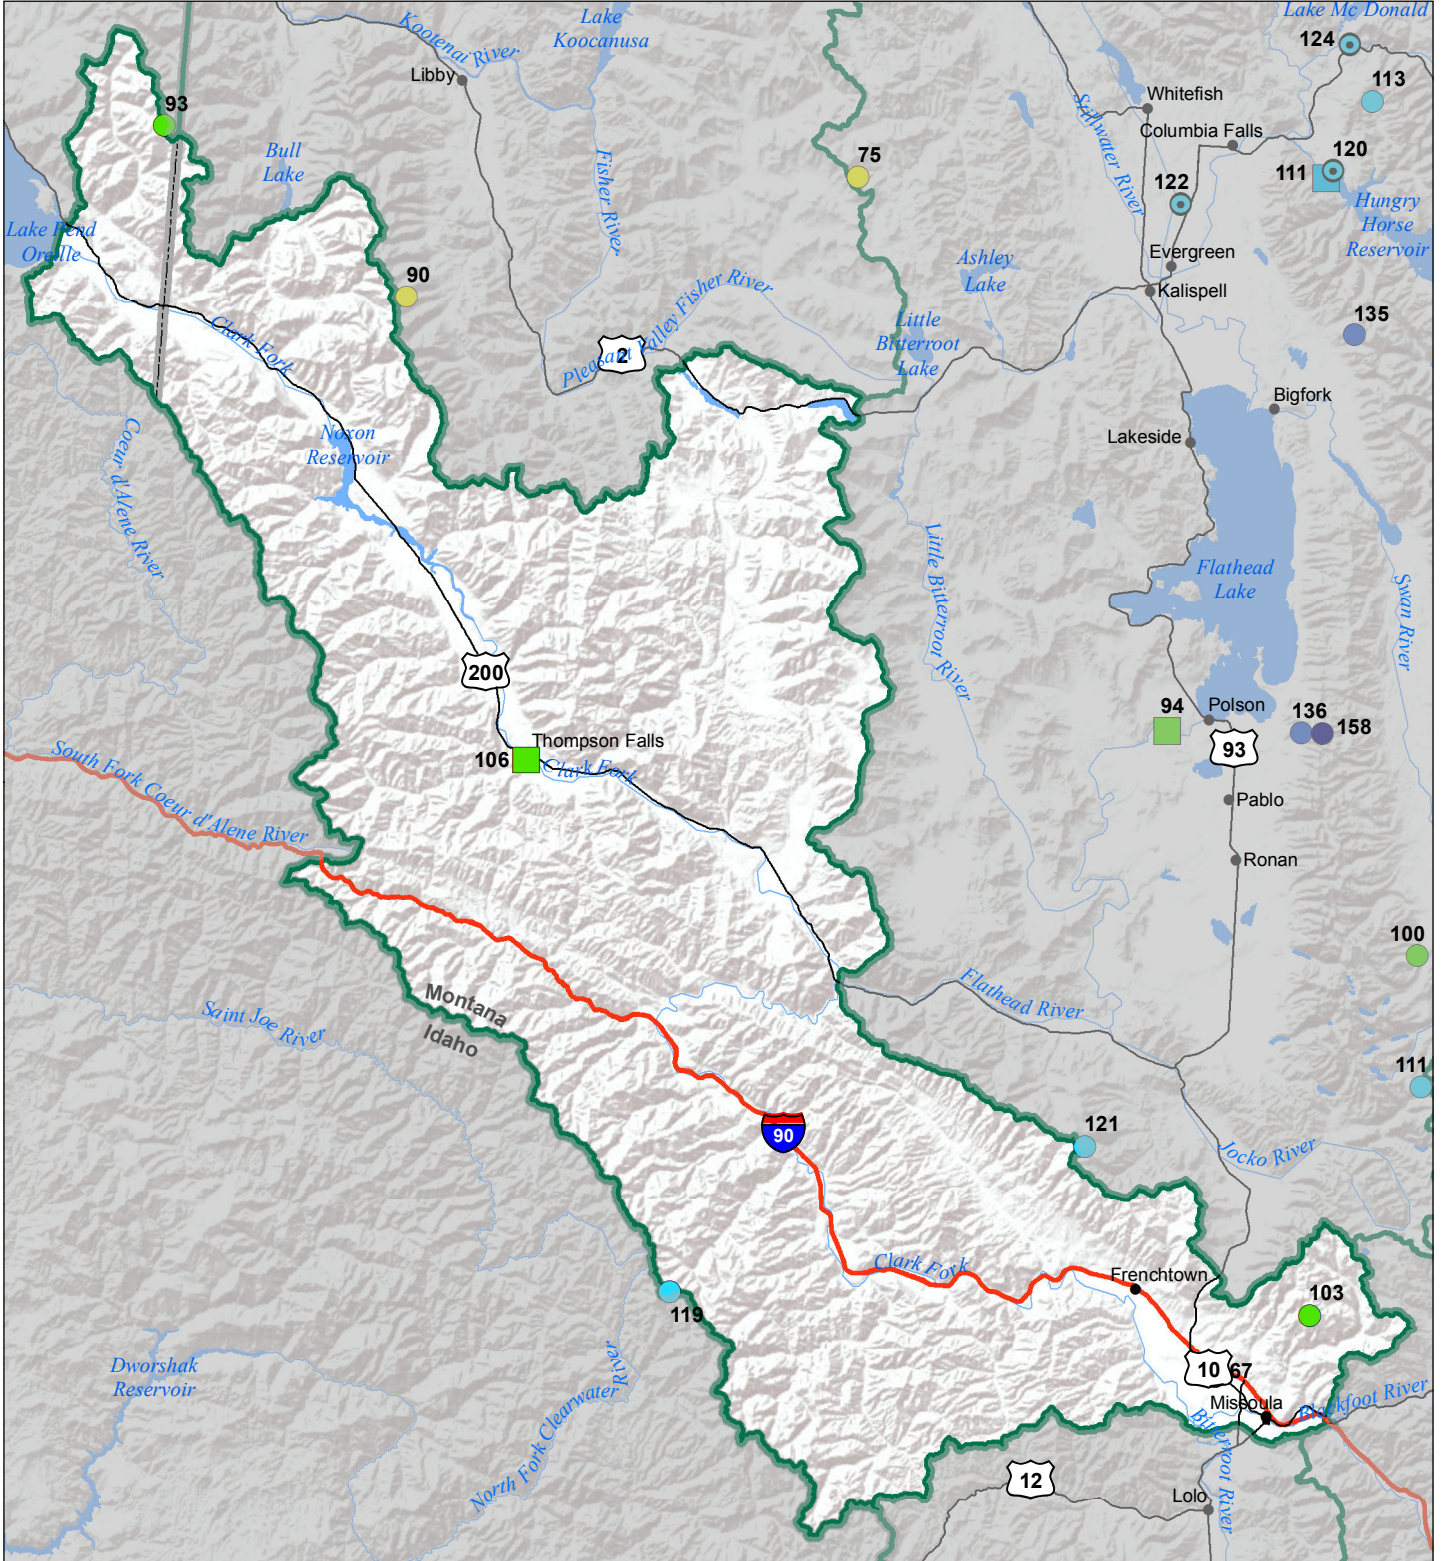 Lake Mc Donald
124
113
Kootenai River
Lake
Koocanusa
Libby
Whitefish
Stillwater River
Columbia Falls
93
Bull
Lake
Fisher River
75
122
120
111
Hungry
Horse
Reservoir
Lake Pend
Oreille
90
Ashley
Lake
Evergreen
Kalispell
Clark Fork
Pleasant Valley Fisher River
2
Little
Bitterroot
Lake
135
Bigfork
Lakeside
Noxon
Reservoir
Coeur d'Alene River
Little Bitterroot River
Flathead
Lake
Swan River
200
94
Polson
136
158
93
106
Thompson Falls
Clark Fork
South Fork Coeur d'Alene River
Pablo
Ronan
100
Montana
Idaho
Saint Joe River
Flathead River
111
90
121
Jocko River
Clark Fork
Frenchtown
119
103
10
67
Dworshak
Reservoir
North Fork Clearwater
River
Missoula
Blackfoot River
Bitterroot River
12
Lolo